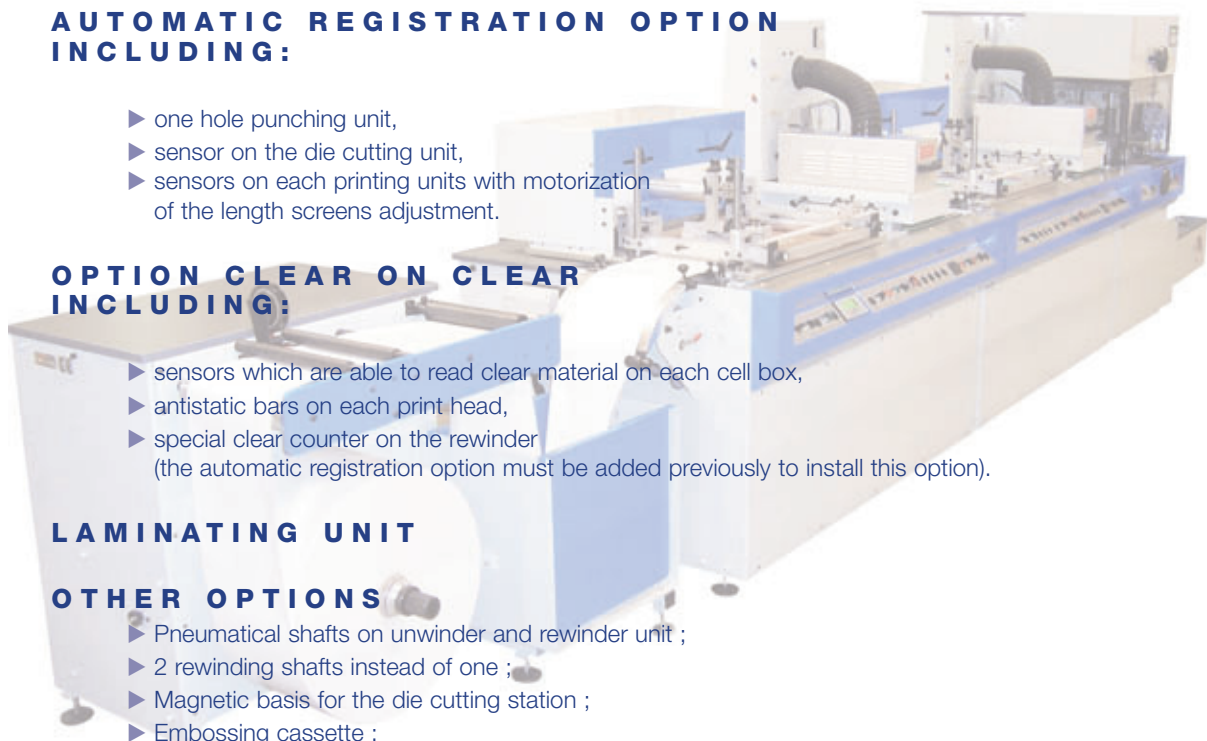 AUTOMATIC REGISTRATION OPTION
INCLUDING:
▶ one hole punching unit,
▶ sensor on the die cutting unit,
▶ sensors on each printing units with motorization
of the length screens adjustment.
OPTION CLEAR ON CLEAR
INCLUDING:
▶ sensors which are able to read clear material on each cell box,
▶ antistatic bars on each print head,
▶ special clear counter on the rewinder
(the automatic registration option must be added previously to install this option).
LAMINATING UNIT
OTHER OPTIONS
▶ Pneumatical shafts on unwinder and rewinder unit ;
▶ 2 rewinding shafts instead of one ;
▶ Magnetic basis for the die cutting station ;
▶ Embossing cassette ;